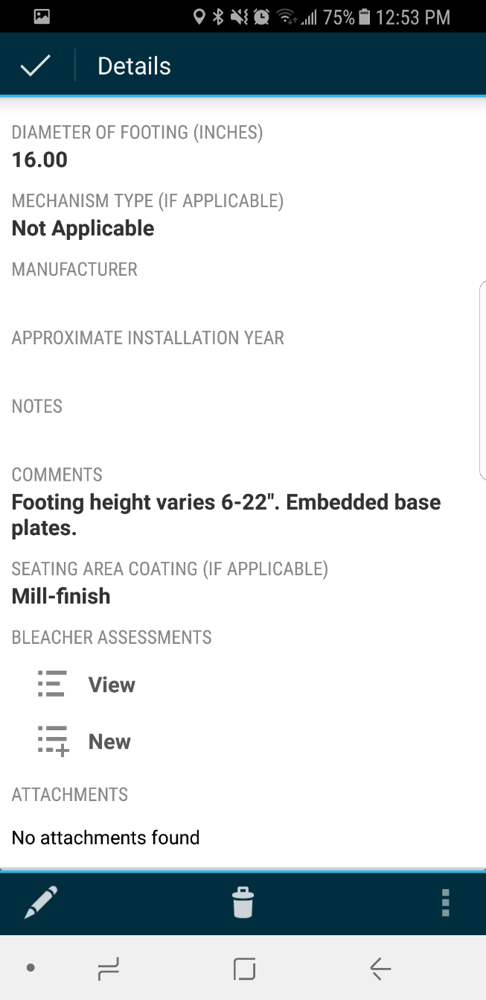 75% 12:53 PM
Details
DIAMETER OF FOOTING (INCHES)
16.00
MECHANISM TYPE (IF APPLICABLE)
Not Applicable
MANUFACTURER
APPROXIMATE INSTALLATION YEAR
NOTES
COMMENTS
Footing height varies 6-22". Embedded base
plates.
SEATING AREA COATING (IF APPLICABLE)
Mill-finish
BLEACHER ASSESSMENTS
View
New
ATTACHMENTS
No attachments found